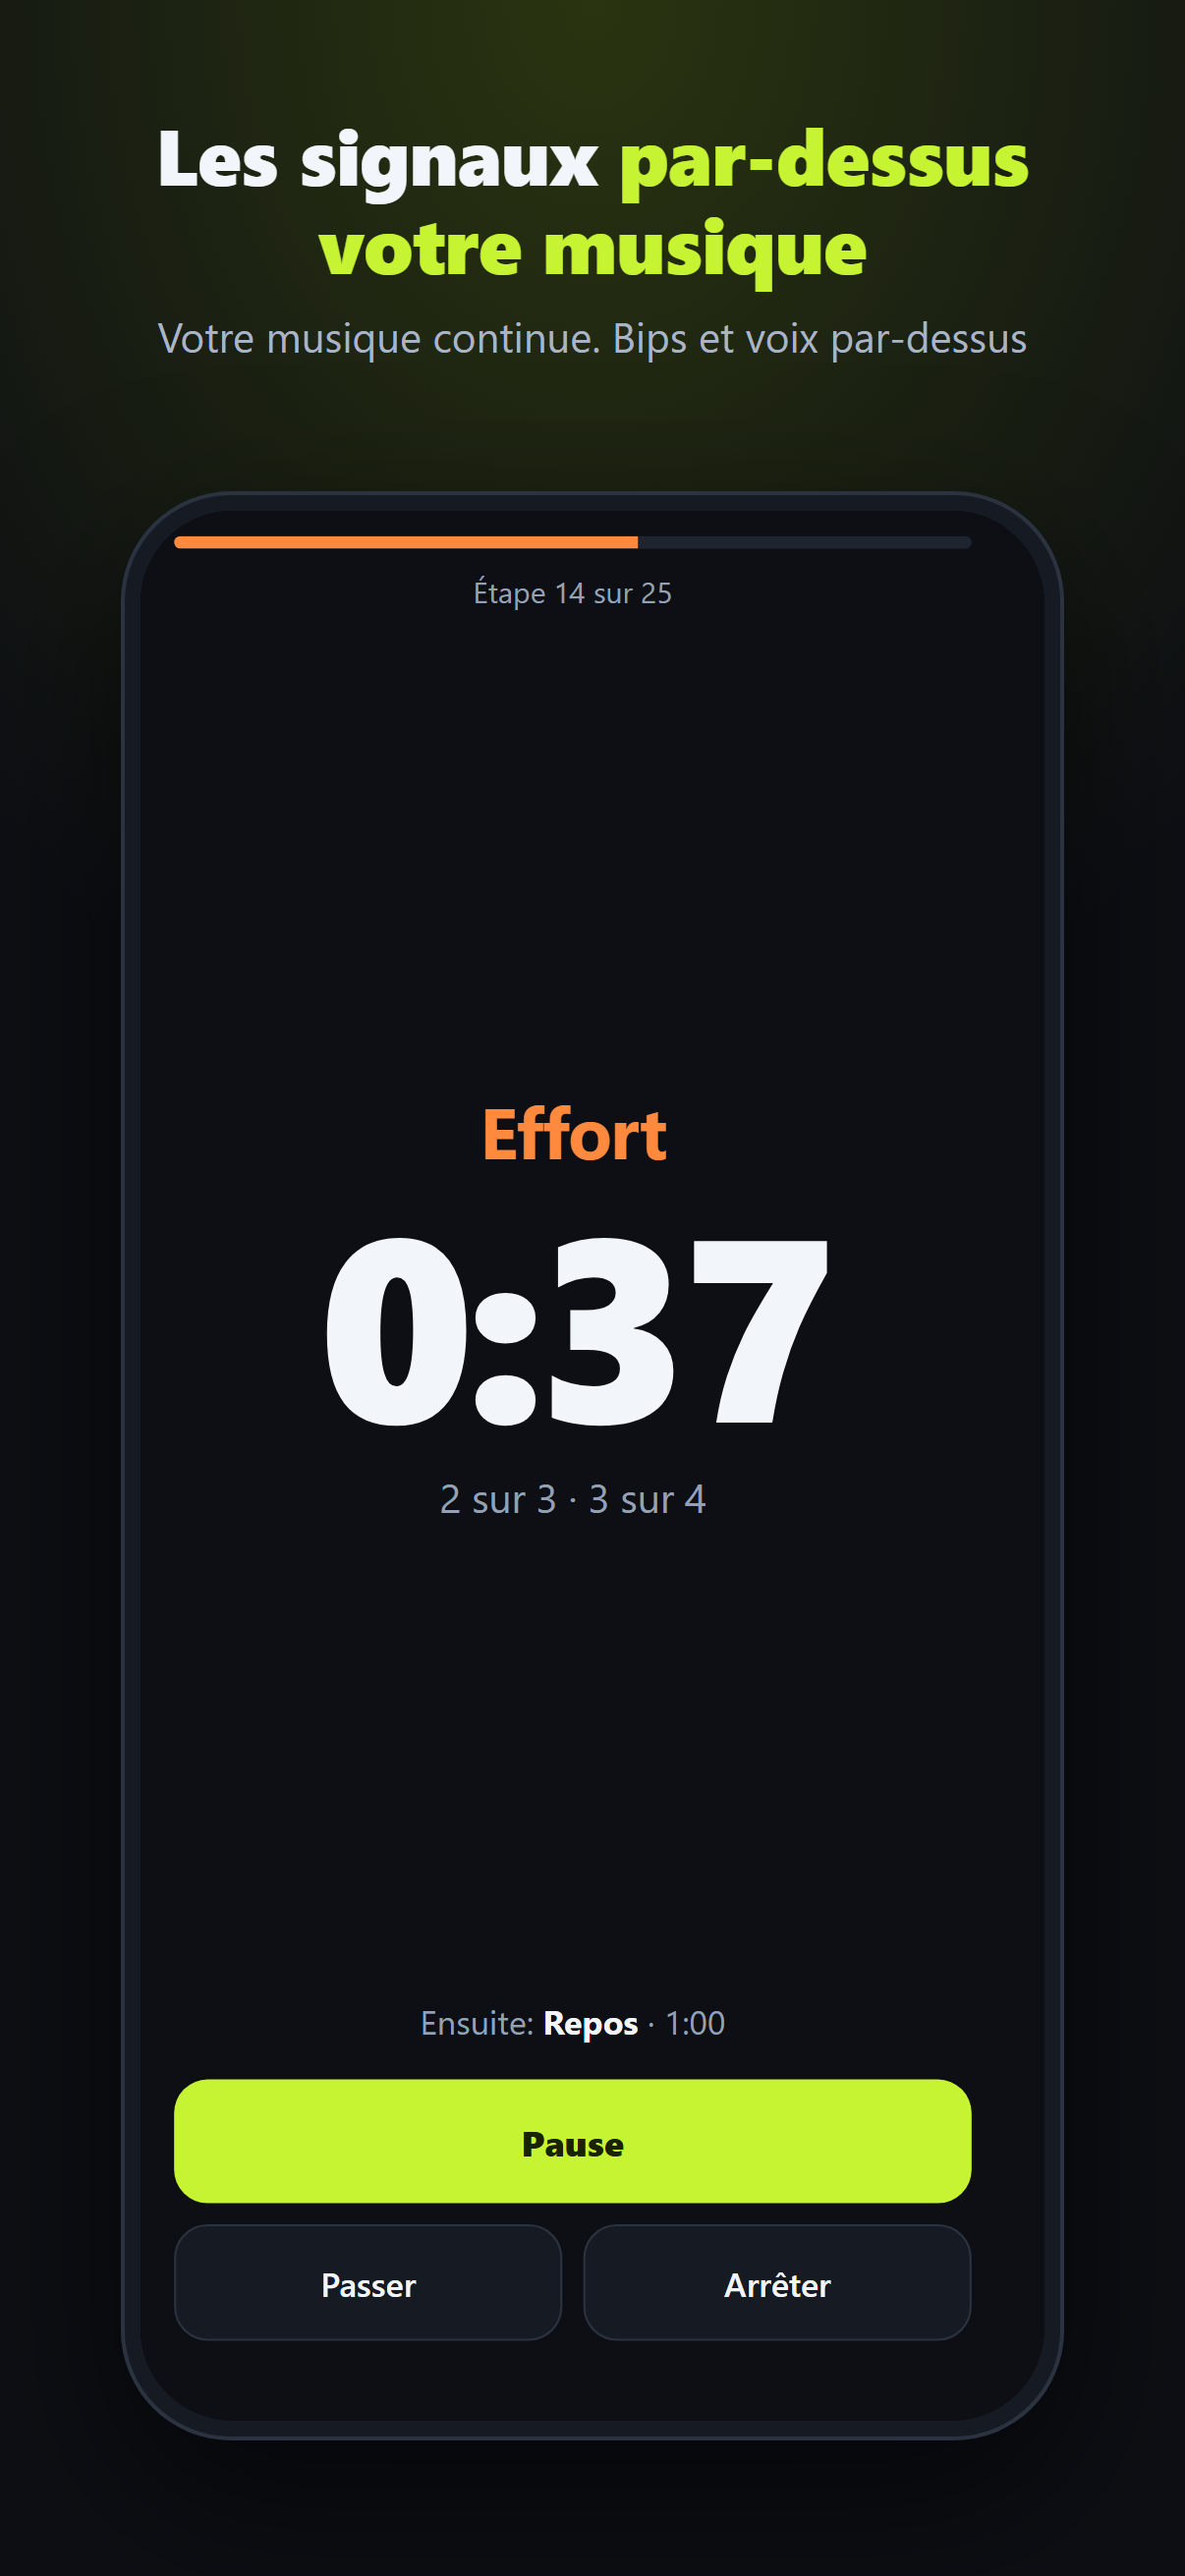 Les signaux par-dessus
votre musique
Votre musique continue. Bips et voix par-dessus
Étape 14 sur 25
Effort
0:37
2 sur 3 · 3 sur 4
Ensuite: Repos · 1:00
Pause
Passer
Arrêter